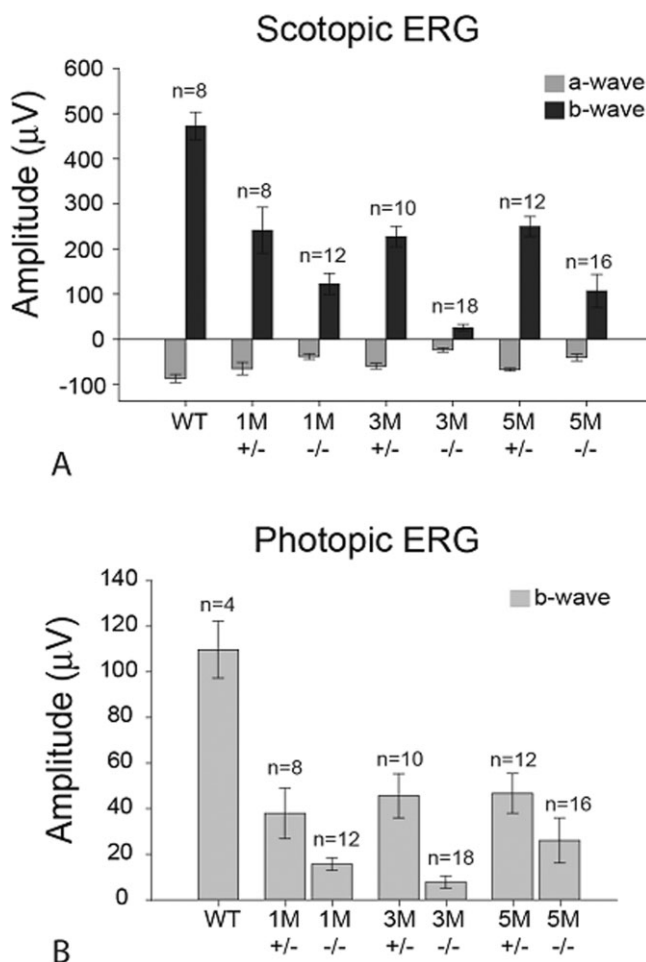 Scotopic ERG
Amplitude (µV)
600
500
400
300
200
100
0
-100
a-wave
b-wave
n=8
n=8
n=12
n=10
n=18
n=12
n=16
WT 1M 1M 3M 3M 5M 5M
+/- -/- +/- -/- +/- -/-
A
Photopic ERG
Amplitude (µV)
140
120
100
80
60
40
20
0
b-wave
n=4
n=8
n=12
n=10
n=18
n=12
n=16
WT 1M 1M 3M 3M 5M 5M
+/- -/- +/- -/- +/- -/-
B